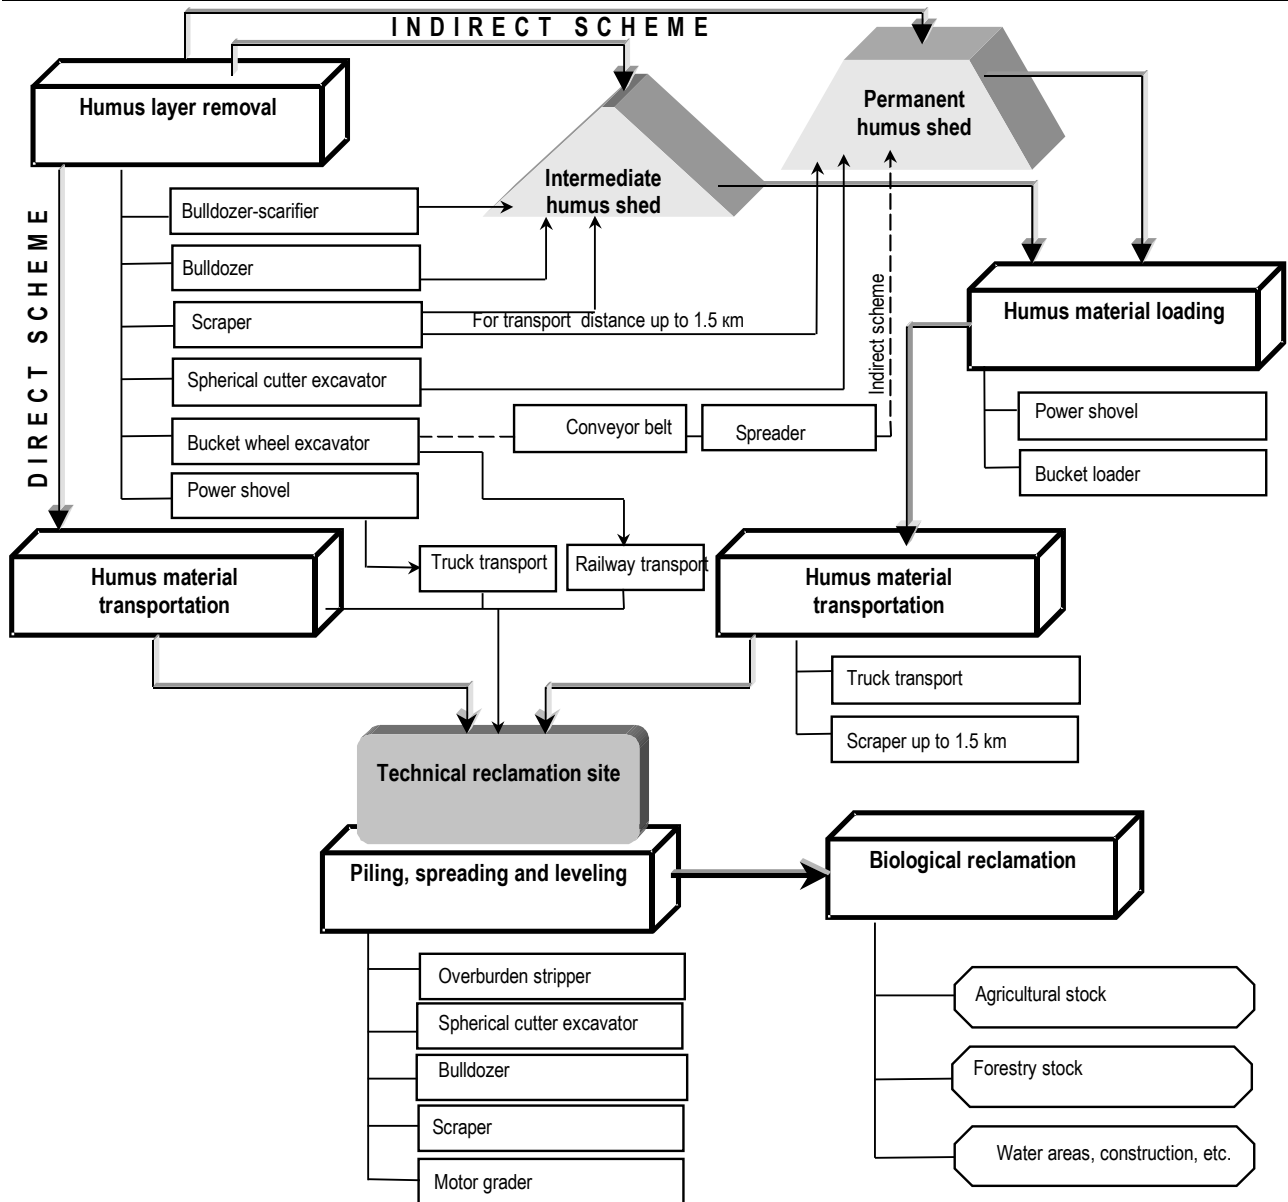 INDIRECT SCHEME
Humus layer removal
Permanent
humus shed
Intermediate
humus shed
DIRECT SCHEME
Bulldozer-scarifier
Bulldozer
Scraper
For transport distance up to 1.5 км
Spherical cutter excavator
Bucket wheel excavator
Power shovel
Conveyor belt
Spreader
Indirect scheme
Humus material loading
Power shovel
Bucket loader
Humus material
transportation
Truck transport
Railway transport
Humus material
transportation
Truck transport
Scraper up to 1.5 km
Technical reclamation site
Piling, spreading and leveling
Biological reclamation
Overburden stripper
Spherical cutter excavator
Bulldozer
Scraper
Motor grader
Agricultural stock
Forestry stock
Water areas, construction, etc.